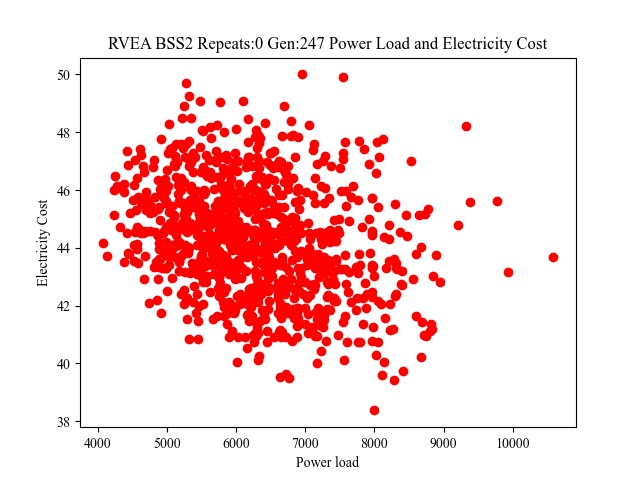 RVEA BSS2 Repeats:0 Gen:247 Power Load and Electricity Cost
50
48
46
44
42
40
38
Electricity Cost
4000 5000 6000 7000 8000 9000 10000
Power load